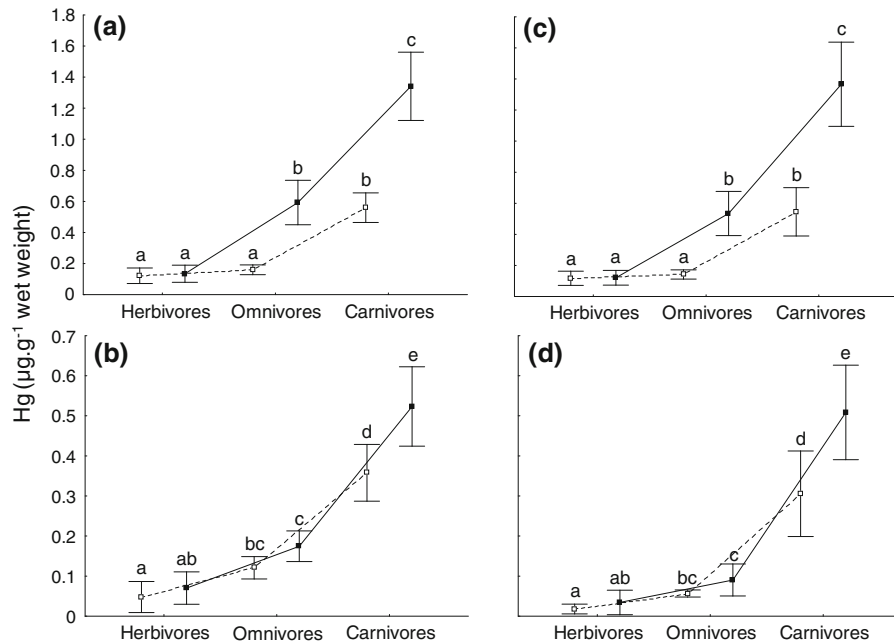 (a)
1.8
1.6
1.4
1.2
1.0
0.8
0.6
0.4
0.2
0
a a a b b c
Herbivores Omnivores Carnivores
(c)
a a a b b c
Herbivores Omnivores Carnivores
Hg (µg.g⁻¹ wet weight)
(b)
0.7
0.6
0.5
0.4
0.3
0.2
0.1
0
a ab bc c d e
Herbivores Omnivores Carnivores
(d)
a ab bc c d e
Herbivores Omnivores Carnivores